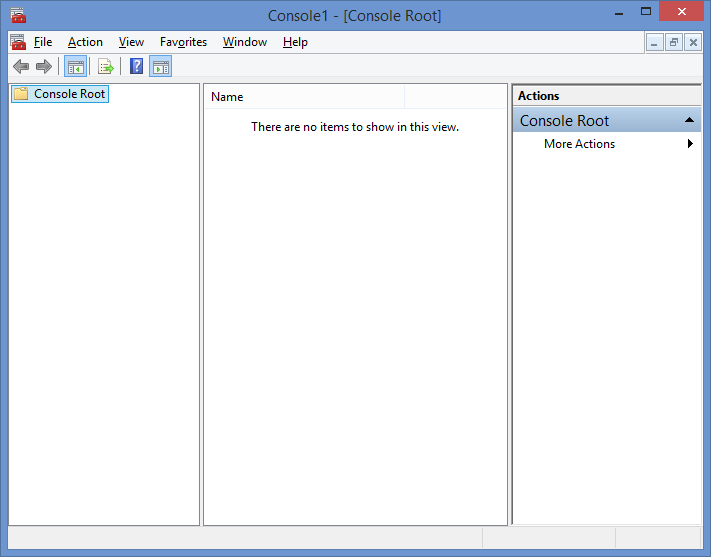 Console1 - [Console Root]
File Action View Favorites Window Help
Console Root
Name
There are no items to show in this view.
Actions
Console Root
More Actions